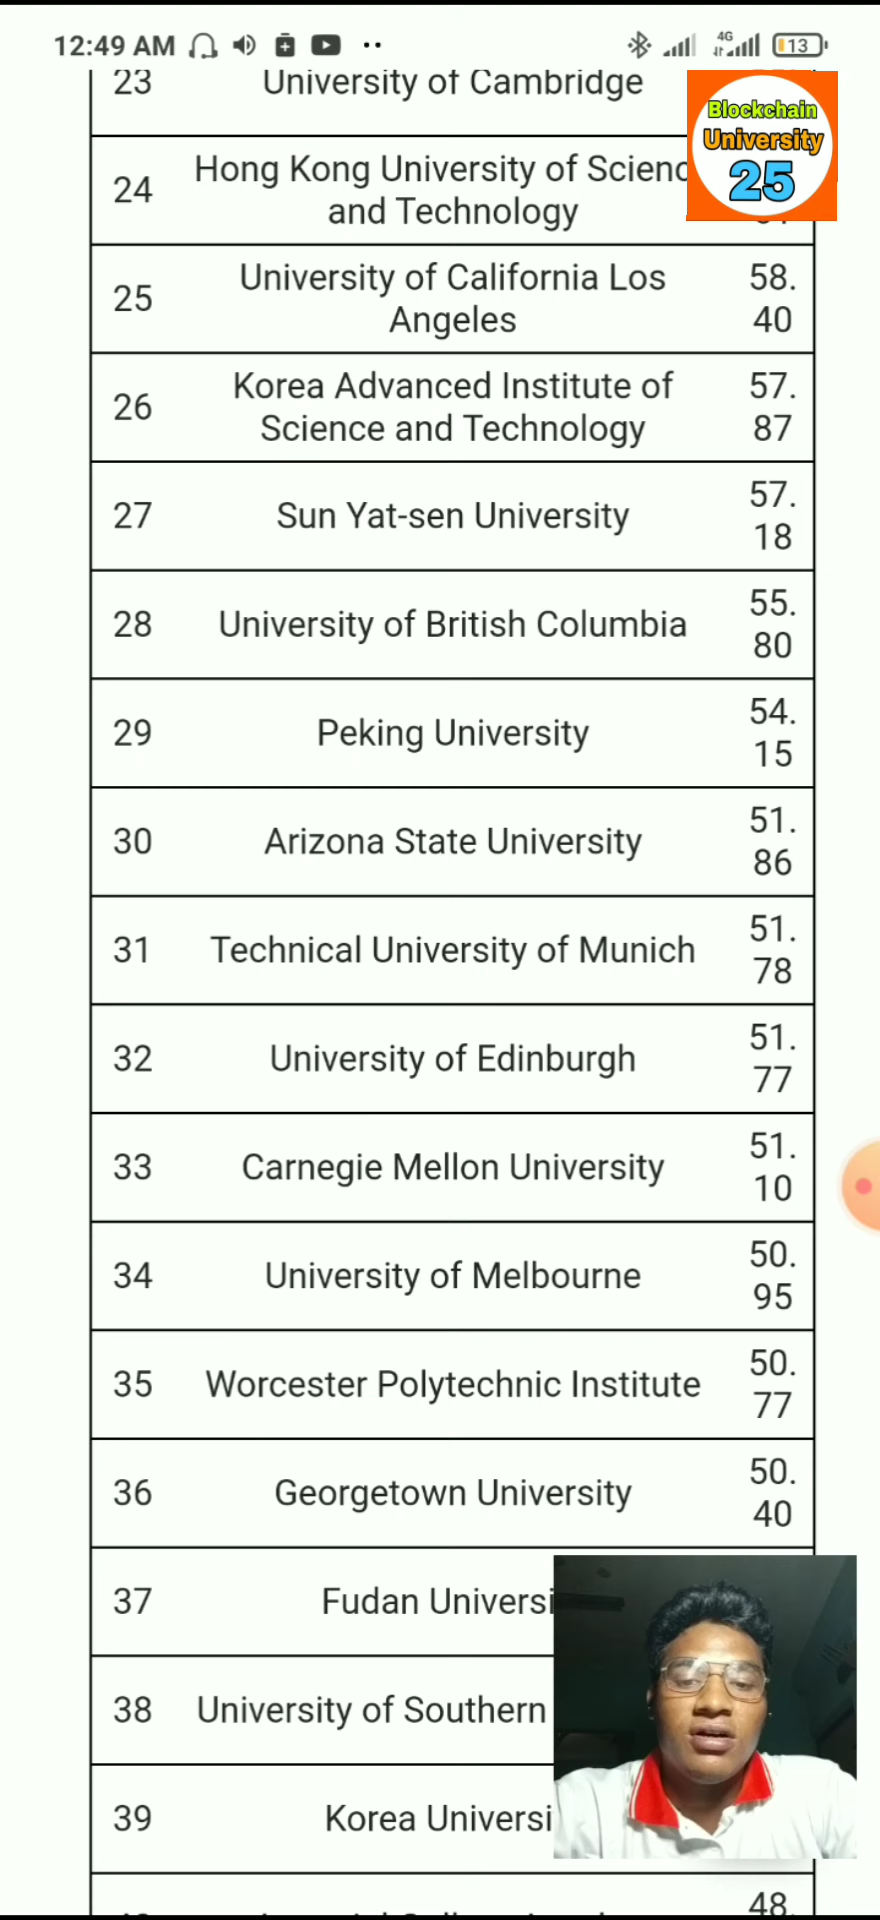 12:49 AM
4G
13
23 University of Cambridge
Blockchain
University
25
24 Hong Kong University of
and Technology
25 University of California Los
Angeles
58.
40
26 Korea Advanced Institute of
Science and Technology
57.
87
27 Sun Yat-sen University
57.
18
28 University of British Columbia
55.
80
29 Peking University
54.
15
30 Arizona State University
51.
86
31 Technical University of Munich
51.
78
32 University of Edinburgh
51.
77
33 Carnegie Mellon University
51.
10
34 University of Melbourne
50.
95
35 Worcester Polytechnic Institute
50.
77
36 Georgetown University
50.
40
37 Fudan
38 University of Southern
39 Korea
48.